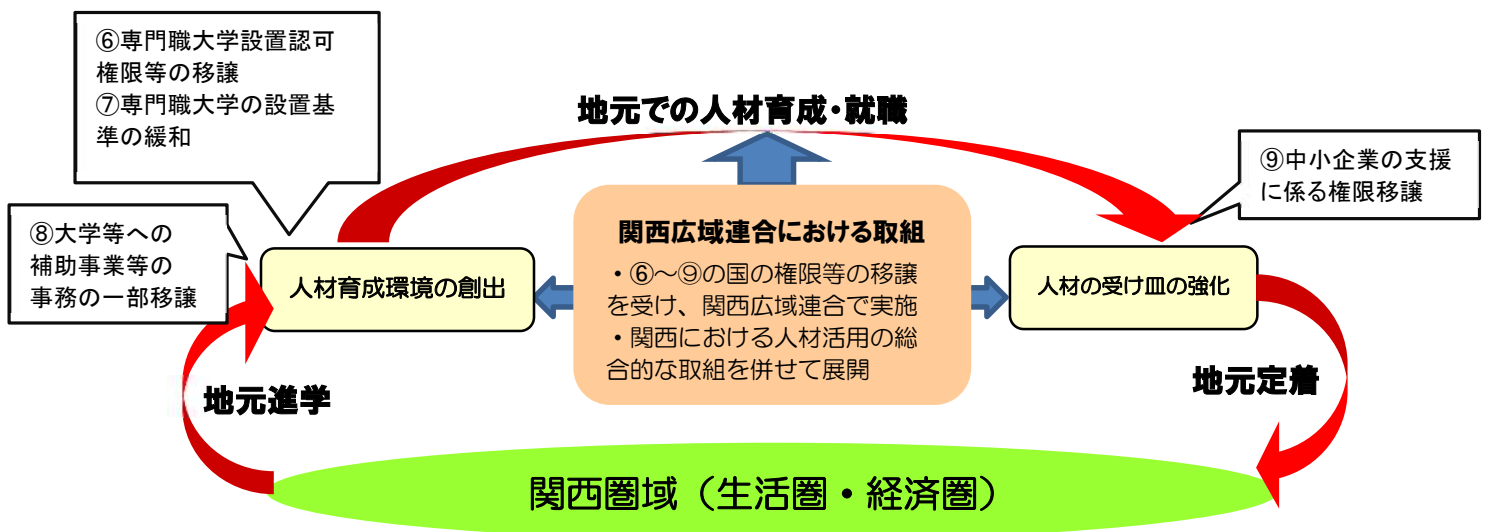 ⑥専門職大学設置認可
権限等の移譲
⑦専門職大学の設置基
準の緩和
地元での人材育成・就職
⑨中小企業の支援
に係る権限移譲
⑧大学等への
補助事業等の
事務の一部移譲
人材育成環境の創出
関西広域連合における取組
・⑥～⑨の国の権限等の移譲
を受け、関西広域連合で実施
・関西における人材活用の総
合的な取組を併せて展開
人材の受け皿の強化
地元進学
地元定着
関西圏域（生活圏・経済圏）